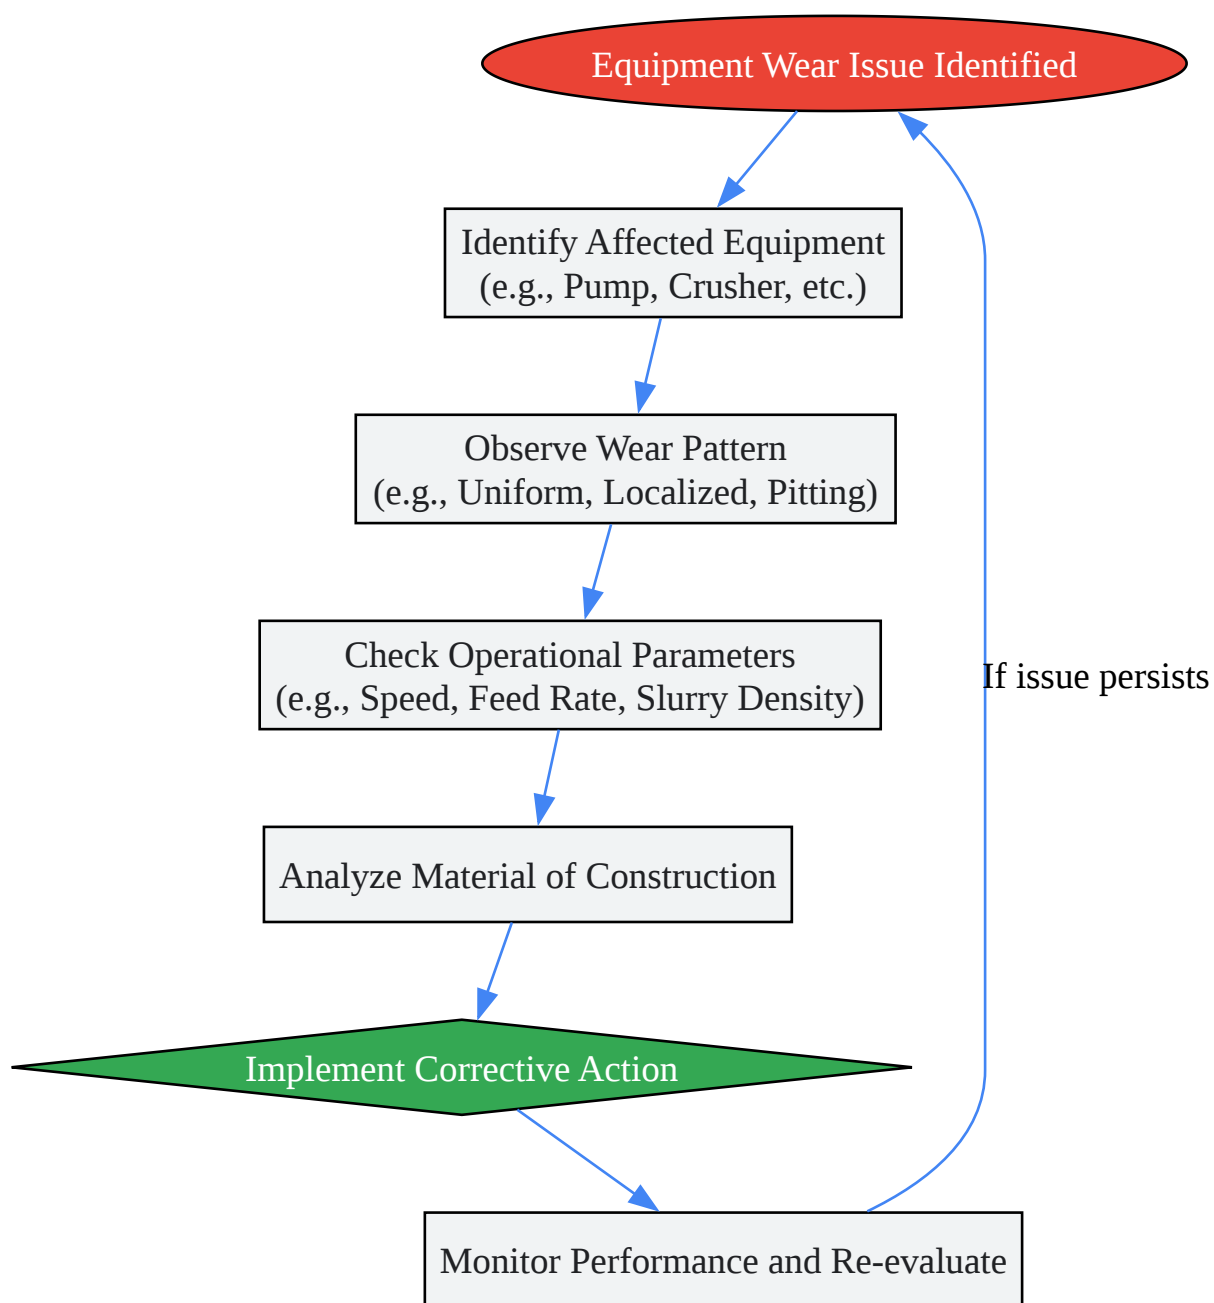 Equipment Wear Issue Identified
Identify Affected Equipment
(e.g., Pump, Crusher, etc.)
Observe Wear Pattern
(e.g., Uniform, Localized, Pitting)
Check Operational Parameters
(e.g., Speed, Feed Rate, Slurry Density)
If issue persists
Analyze Material of Construction
Implement Corrective Action
Monitor Performance and Re-evaluate